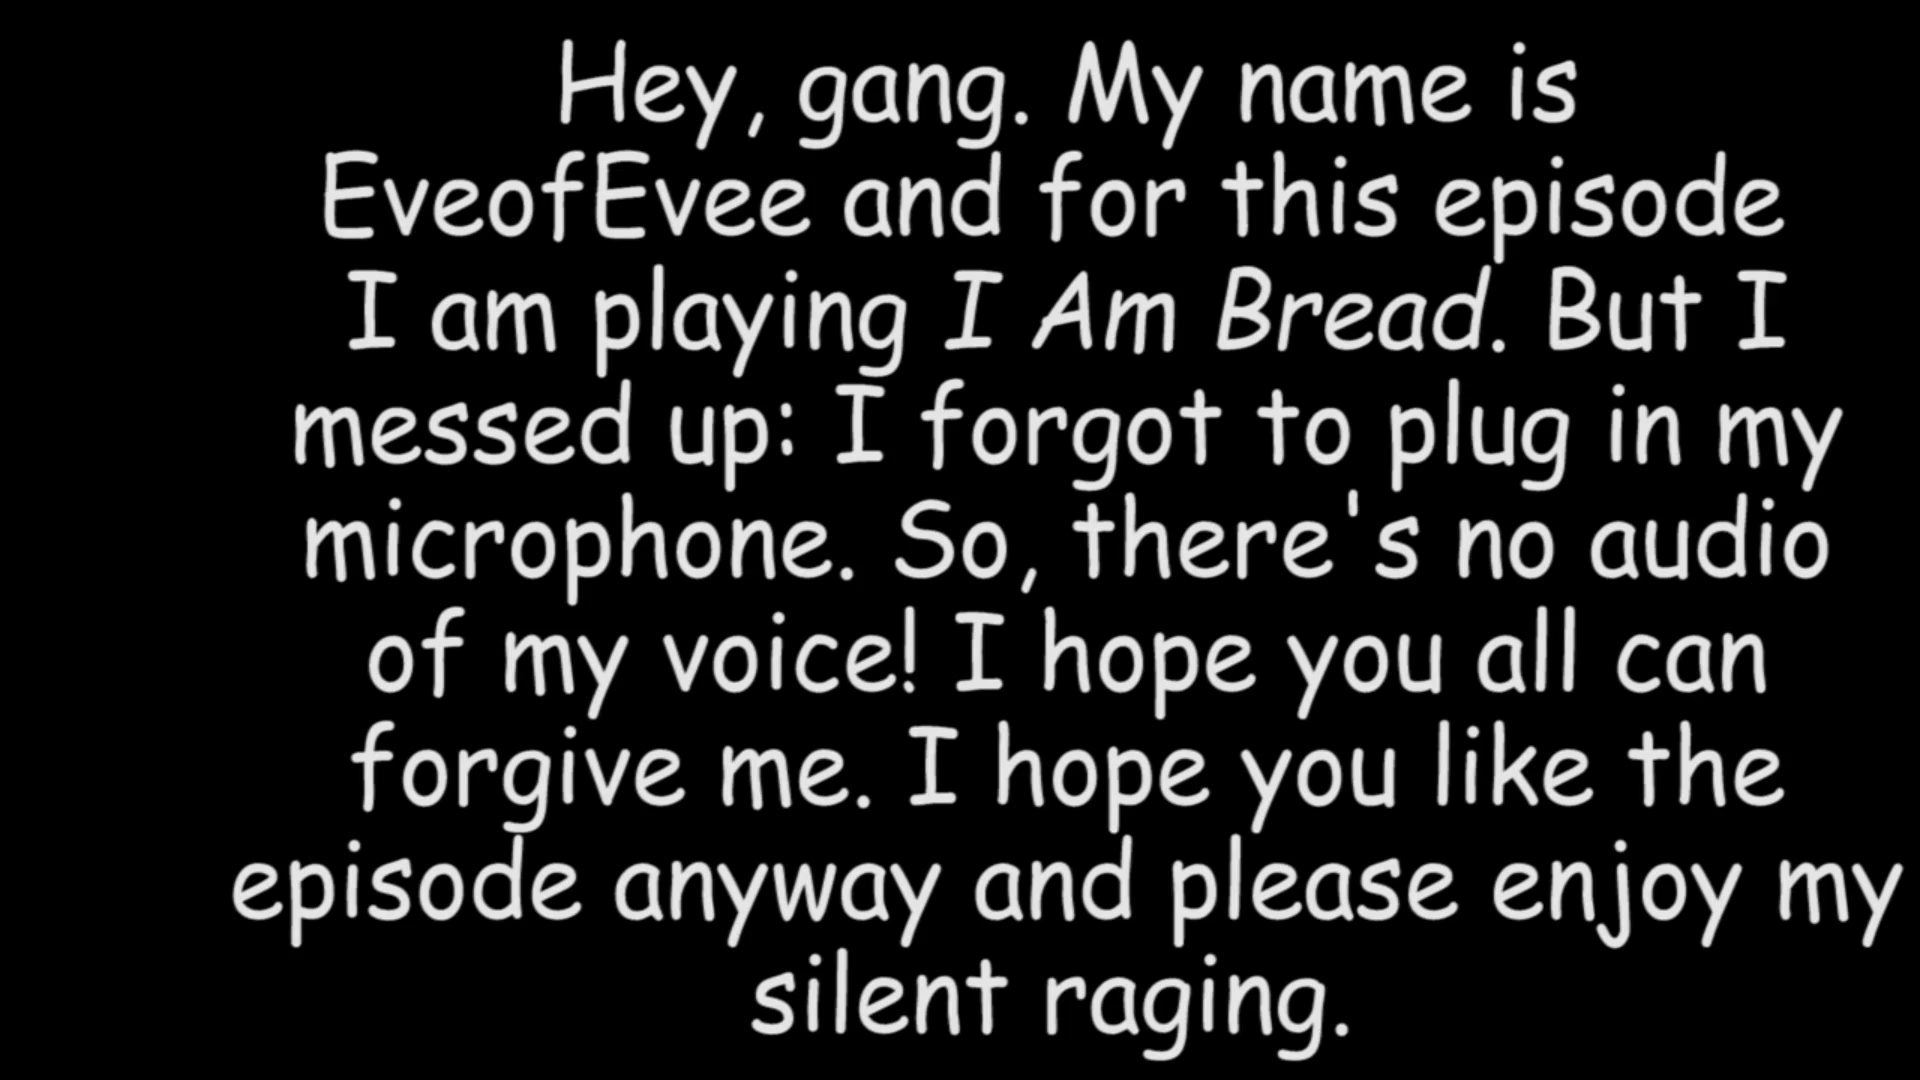 Hey, gang. My name is
EveofEvee and for this episode
I am playing I Am Bread. But I
messed up: I forgot to plug in my
microphone. So, there's no audio
of my voice! I hope you all can
forgive me. I hope you like the
episode anyway and please enjoy my
silent raging.